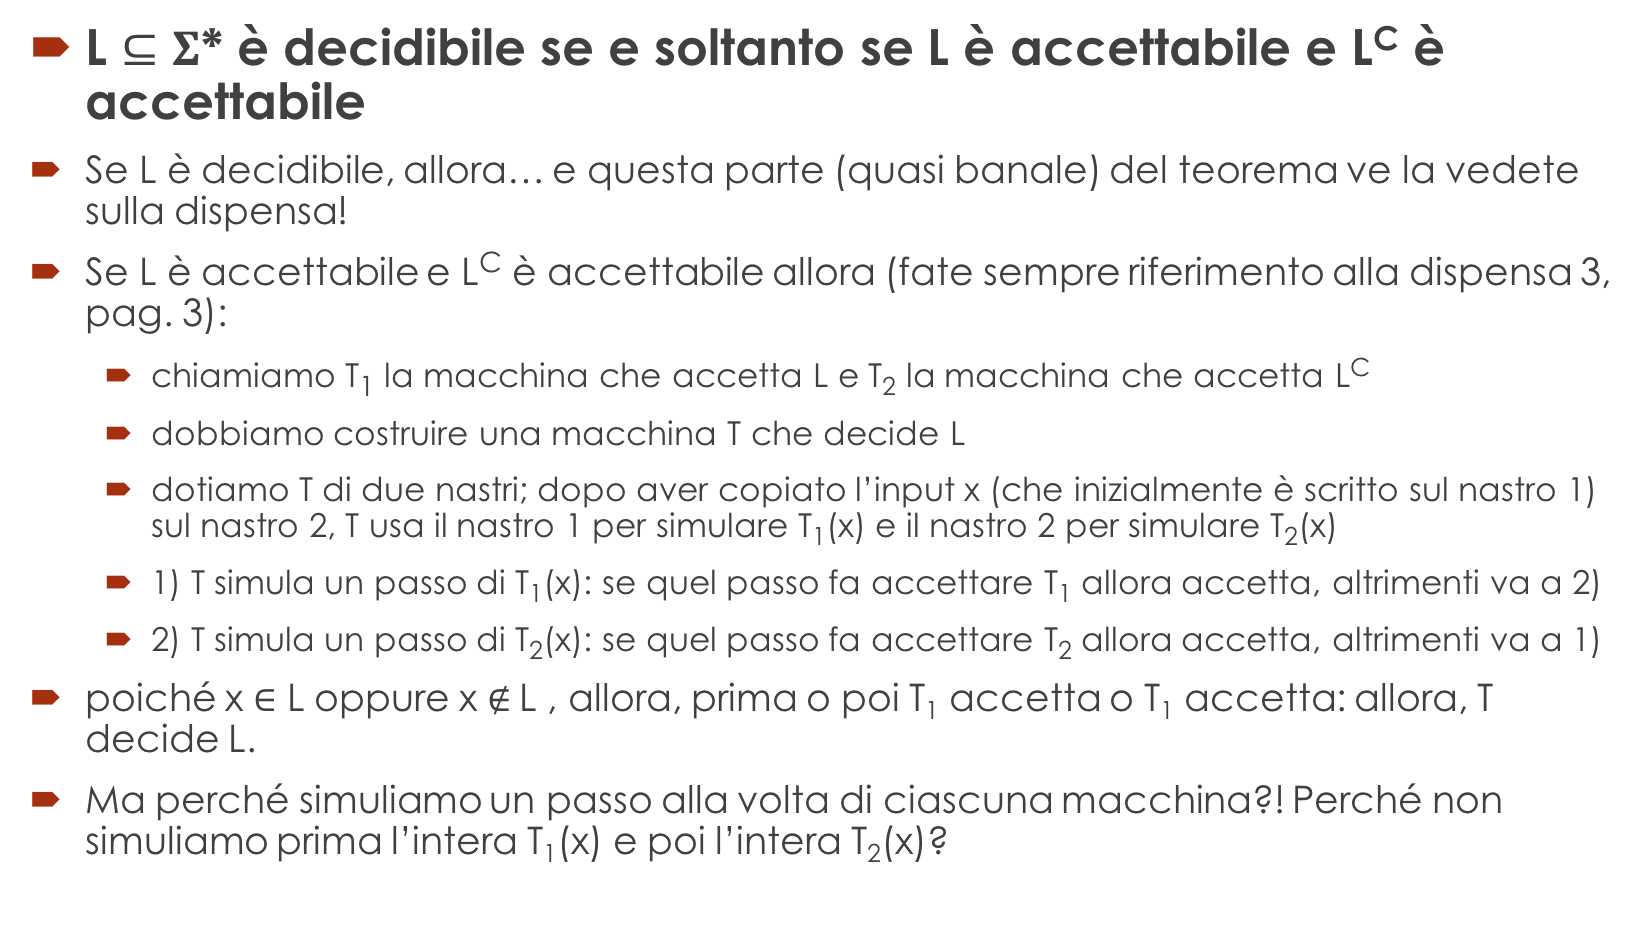 L ⊆ Σ* è decidibile se e soltanto se L è accettabile e Lᶜ è
accettabile
Se L è decidibile, allora… e questa parte (quasi banale) del teorema ve la vedete
sulla dispensa!
Se L è accettabile e Lᶜ è accettabile allora (fate sempre riferimento alla dispensa 3,
pag. 3):
chiamiamo T₁ la macchina che accetta L e T₂ la macchina che accetta Lᶜ
dobbiamo costruire una macchina T che decide L
dotiamo T di due nastri; dopo aver copiato l’input x (che inizialmente è scritto sul nastro 1)
sul nastro 2, T usa il nastro 1 per simulare T₁(x) e il nastro 2 per simulare T₂(x)
1) T simula un passo di T₁(x): se quel passo fa accettare T₁ allora accetta, altrimenti va a 2)
2) T simula un passo di T₂(x): se quel passo fa accettare T₂ allora accetta, altrimenti va a 1)
poiché x ∈ L oppure x ∉ L , allora, prima o poi T₁ accetta o T₁ accetta: allora, T
decide L.
Ma perché simuliamo un passo alla volta di ciascuna macchina?! Perché non
simuliamo prima l’intera T₁(x) e poi l’intera T₂(x)?